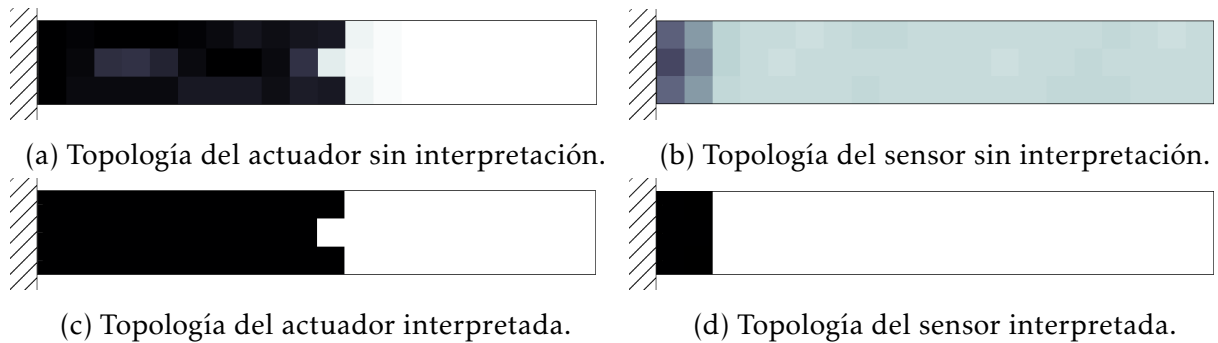 (a) Topología del actuador sin interpretación.
(b) Topología del sensor sin interpretación.
(c) Topología del actuador interpretada.
(d) Topología del sensor interpretada.